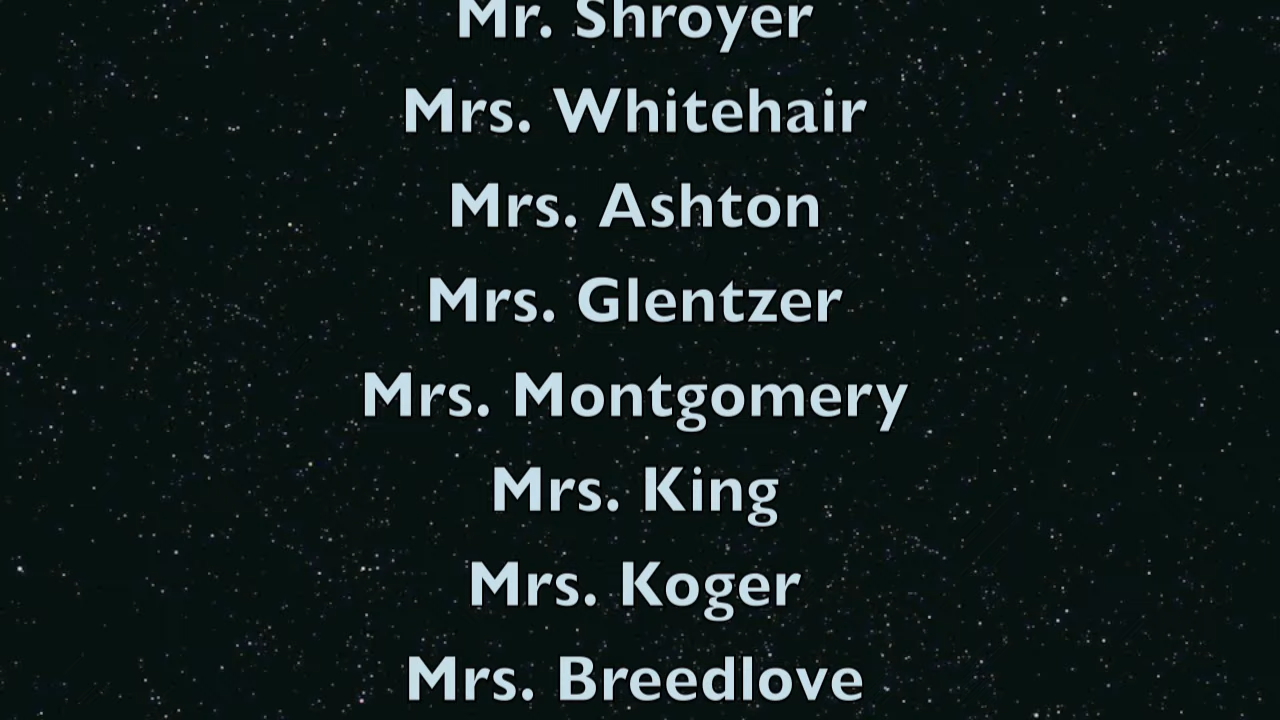 Mr. Shroyer
Mrs. Whitehair
Mrs. Ashton
Mrs. Glentzer
Mrs. Montgomery
Mrs. King
Mrs. Koger
Mrs. Breedlove